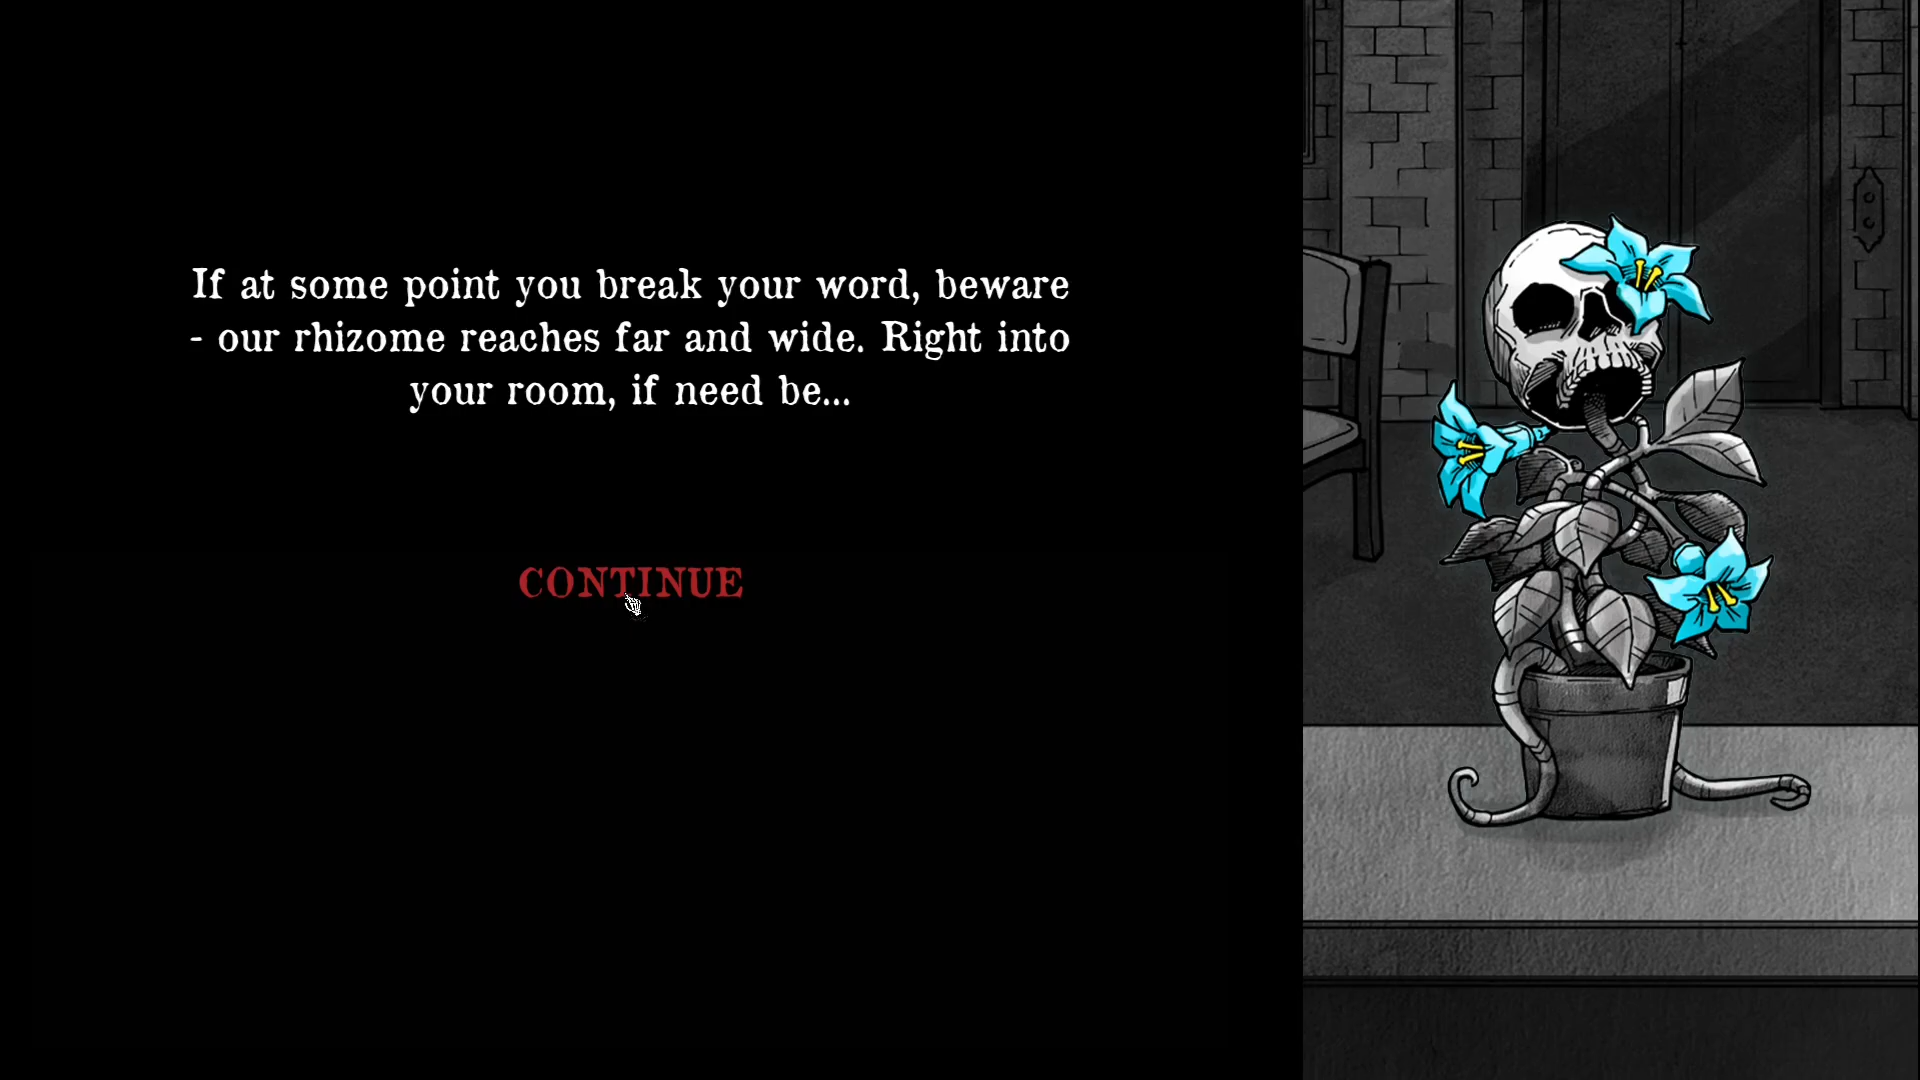 If at some point you break your word, beware
- our rhizome reaches far and wide. Right into
your room, if need be...
CONTINUE